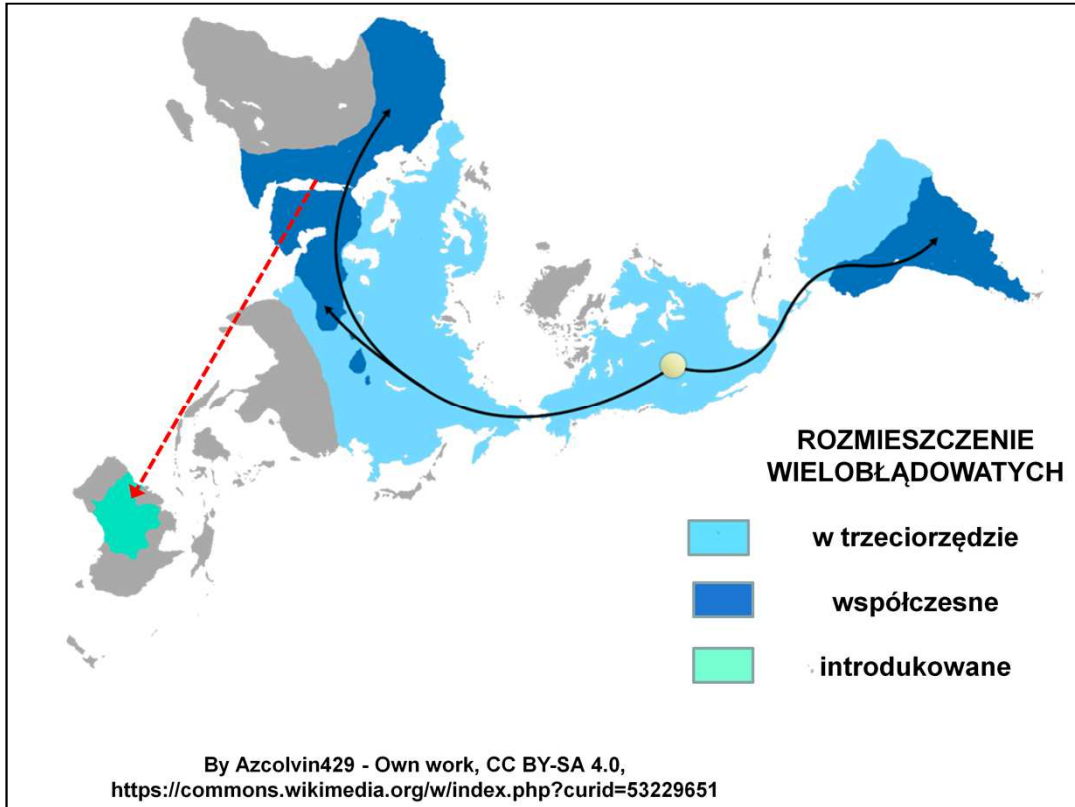 ROZMIESZCZENIE
WIELOBŁĄDOWATYCH
w trzeciorzędzie
współczesne
introdukowane
By Azcolvin429 - Own work, CC BY-SA 4.0,
https://commons.wikimedia.org/w/index.php?curid=53229651